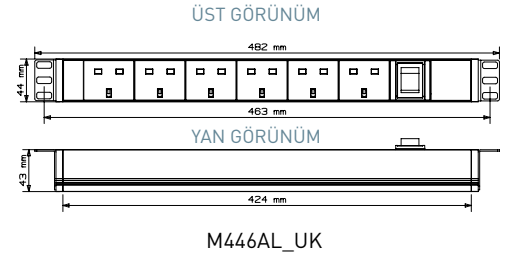 ÜST GÖRÜNÜM
482 mm
44 mm
463 mm
YAN GÖRÜNÜM
43 mm
424 mm
M446AL_UK